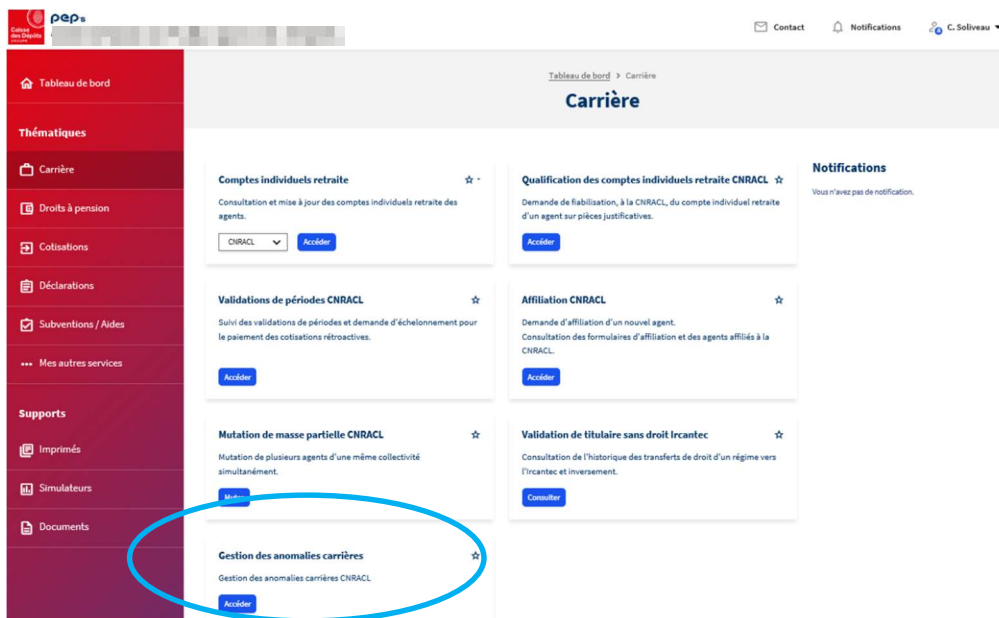 Caisse
des Dépôts
GROUPE
pep's
Contact
Notifications
C. Soliveau
Tableau de bord
Thématiques
Carrière
Droits à pension
Cotisations
Déclarations
Subventions / Aides
Mes autres services
Supports
Imprimés
Simulateurs
Documents
Tableau de bord > Carrière
Carrière
Comptes individuels retraite
Consultation et mise à jour des comptes individuels retraite des
agents.
CNRACL
Accéder
Qualification des comptes individuels retraite CNRACL
Demande de fiabilisation, à la CNRACL, du compte individuel retraite
d'un agent sur pièces justificatives.
Accéder
Validations de périodes CNRACL
Suivi des validations de périodes et demande d'échelonnement pour
le paiement des cotisations rétroactives.
Accéder
Affiliation CNRACL
Demande d'affiliation d'un nouvel agent.
Consultation des formulaires d'affiliation et des agents affiliés à la
CNRACL.
Accéder
Mutation de masse partielle CNRACL
Mutation de plusieurs agents d'une même collectivité
simultanément.
Muter
Validation de titulaire sans droit Ircantec
Consultation de l'historique des transferts de droit d'un régime vers
l'Ircantec et inversement.
Consulter
Gestion des anomalies carrières
Gestion des anomalies carrières CNRACL
Accéder
Notifications
Vous n'avez pas de notification.